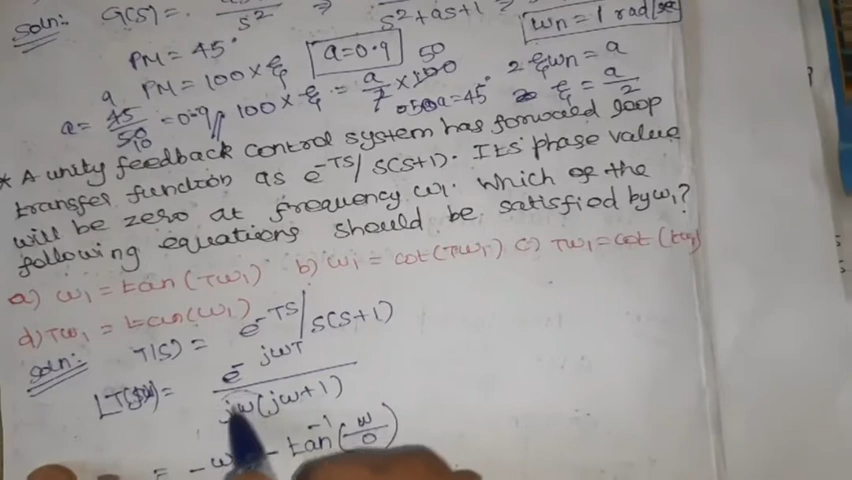 Soln: G(s) =
s² ⇒ s²+as+1 ⇒ ωn = 1 rad/sec
PM = 45° a=0.9
PM = 100 × ξ 2ξωn = a
a = 45/50 = 0.9 100 × ξ = a/2 × 100 50a=45° ξ = a/2
* A unity feedback control system has forward loop
transfer function as e^-TS/s(s+1). Its phase value
will be zero at frequency ω1. which of the
following equations should be satisfied by ω1?
a) ω1 = tan(Tω1) b) ω1 = cot(Tω1) c) Tω1 = cot(
d) Tω1 = tan(ω1)
Soln: T(s) = e^-TS/s(s+1)
e^-jωT
LT(jω) = jω(jω+1)
= -ω - tan^-1(ω/0)